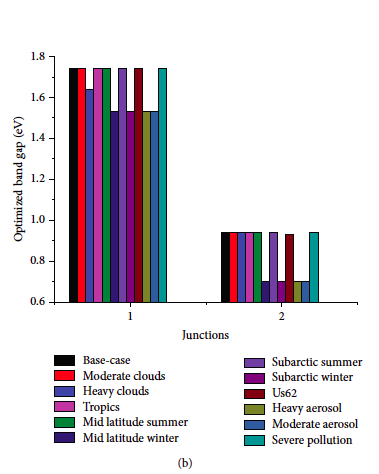 1.8
1.6
1.4
1.2
1.0
0.8
0.6
Optimized band gap (eV)
1 2
Junctions
Base-case
Moderate clouds
Heavy clouds
Tropics
Mid latitude summer
Mid latitude winter
Subarctic summer
Subarctic winter
Us62
Heavy aerosol
Moderate aerosol
Severe pollution
(b)